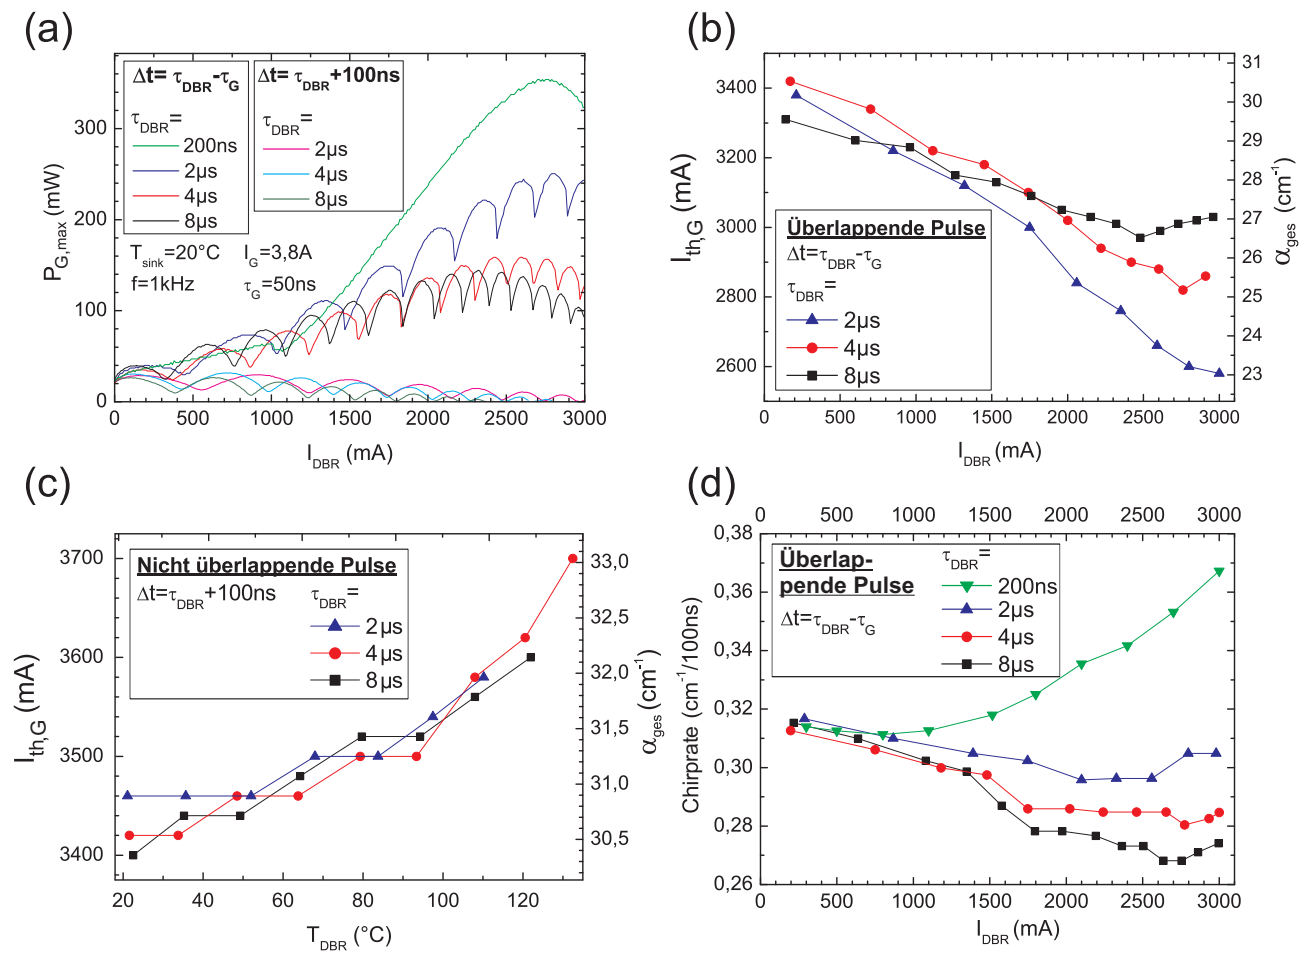 (a)
Δt= τDBR-τG
τDBR=
200ns
2µs
4µs
8µs
Δt= τDBR+100ns
τDBR=
2µs
4µs
8µs
Tsink=20°C
IG=3,8A
f=1kHz
τG=50ns
PG,max (mW)
300
200
100
0
0
500
1000
1500
2000
2500
3000
IDBR (mA)
(b)
Ith,G (mA)
3400
3200
3000
2800
2600
Überlappende Pulse
Δt=τDBR-τG
τDBR=
2µs
4µs
8µs
31
30
29
28
27
26
25
24
23
αges (cm-1)
0
500
1000
1500
2000
2500
3000
IDBR (mA)
(c)
Ith,G (mA)
3700
3600
3500
3400
Nicht überlappende Pulse
Δt=τDBR+100ns
τDBR=
2µs
4µs
8µs
33,0
32,5
32,0
31,5
31,0
30,5
αges (cm-1)
20
40
60
80
100
120
TDBR (°C)
(d)
0
500
1000
1500
2000
2500
3000
Chirprate (cm-1/100ns)
0,38
0,36
0,34
0,32
0,30
0,28
0,26
Überlap-
pende Pulse
Δt=τDBR-τG
τDBR=
200ns
2µs
4µs
8µs
0
500
1000
1500
2000
2500
3000
IDBR (mA)